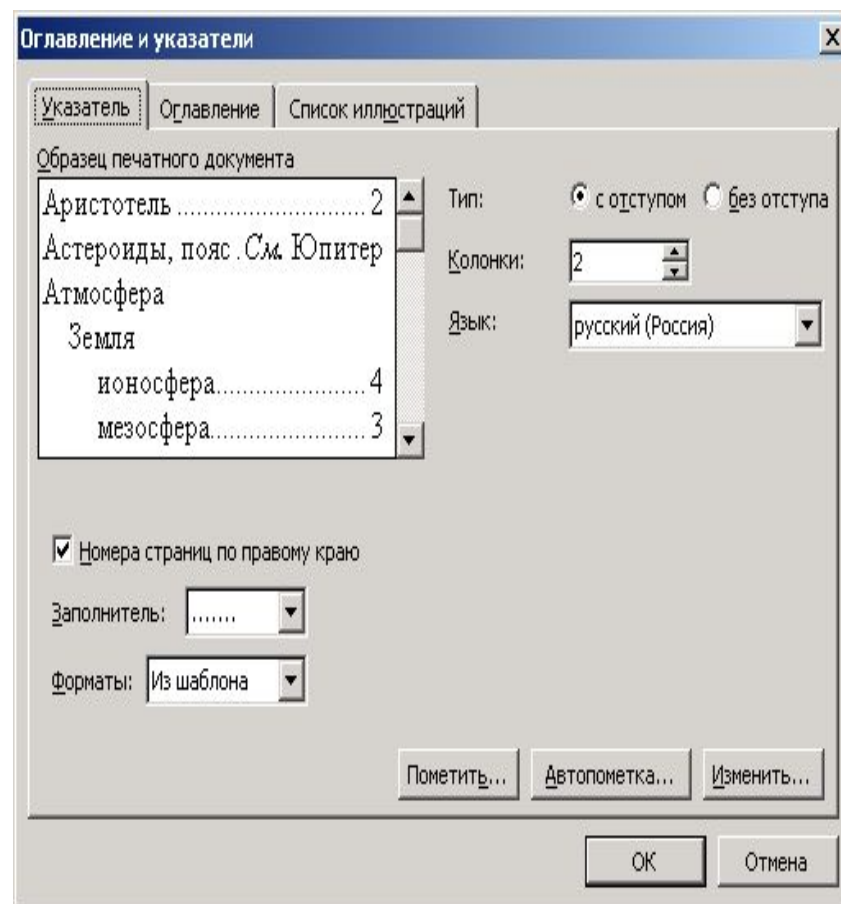 Оглавление и указатели
Указатель Оглавление Список иллюстраций
Образец печатного документа
Аристотель ............................ 2
Астероиды, пояс .См. Юпитер
Атмосфера
Земля
ионосфера...................... 4
мезосфера....................... 3
Тип: с отступом без отступа
Колонки: 2
Язык: русский (Россия)
Номера страниц по правому краю
Заполнитель: .......
Форматы: Из шаблона
Пометить... Автопометка... Изменить...
ОК Отмена